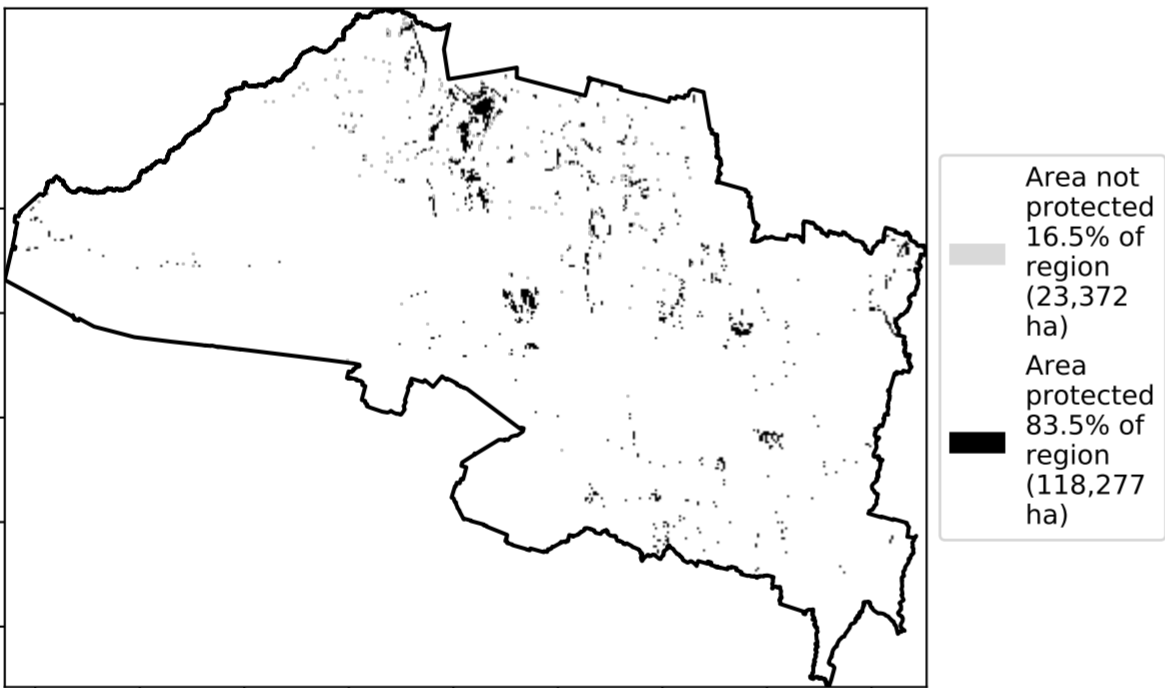 Area not
protected
16.5% of
region
(23,372
ha)
Area
protected
83.5% of
region
(118,277
ha)